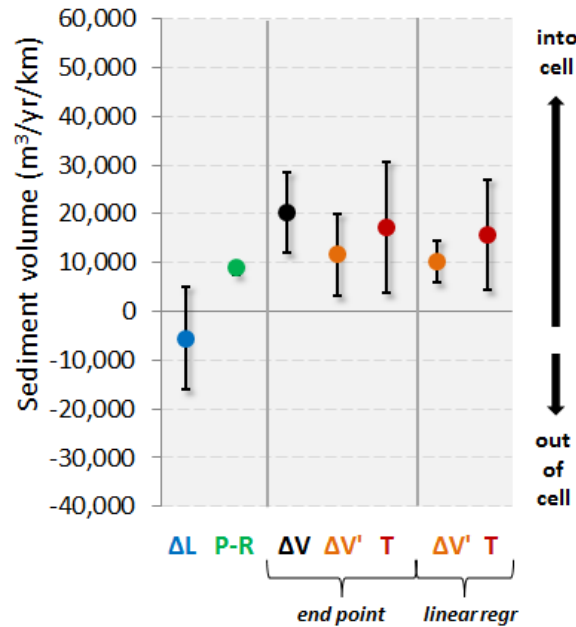 Sediment volume (m³/yr/km)
60,000
50,000
40,000
30,000
20,000
10,000
0
-10,000
-20,000
-30,000
-40,000
ΔL P-R ΔV ΔV' T ΔV' T
end point linear regr
into
cell
out
of
cell